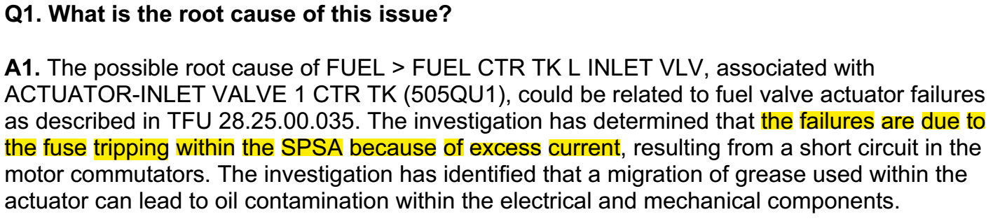 Q1. What is the root cause of this issue?
A1. The possible root cause of FUEL > FUEL CTR TK L INLET VLV, associated with
ACTUATOR-INLET VALVE 1 CTR TK (505QU1), could be related to fuel valve actuator failures
as described in TFU 28.25.00.035. The investigation has determined that the failures are due to
the fuse tripping within the SPSA because of excess current, resulting from a short circuit in the
motor commutators. The investigation has identified that a migration of grease used within the
actuator can lead to oil contamination within the electrical and mechanical components.